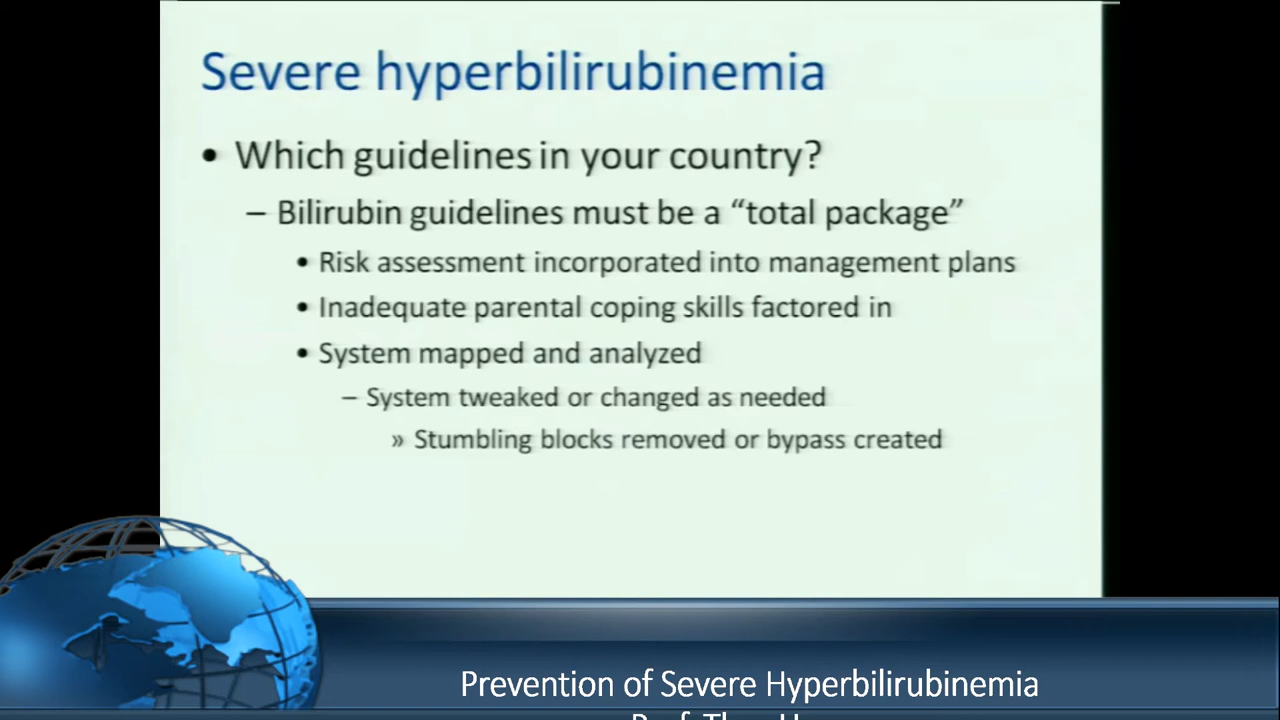 Severe hyperbilirubinemia
• Which guidelines in your country?
– Bilirubin guidelines must be a “total package”
• Risk assessment incorporated into management plans
• Inadequate parental coping skills factored in
• System mapped and analyzed
– System tweaked or changed as needed
» Stumbling blocks removed or bypass created
Prevention of Severe Hyperbilirubinemia